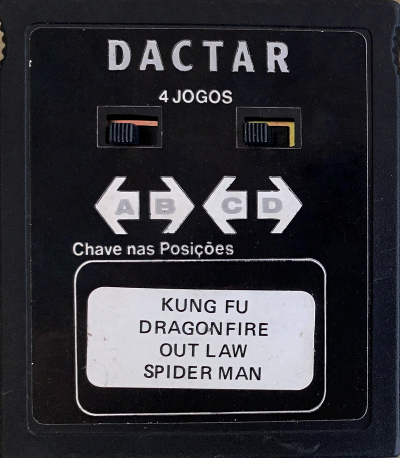 DACTAR
4 JOGOS
A B C D
Chave nas Posições
KUNG FU
DRAGONFIRE
OUT LAW
SPIDER MAN